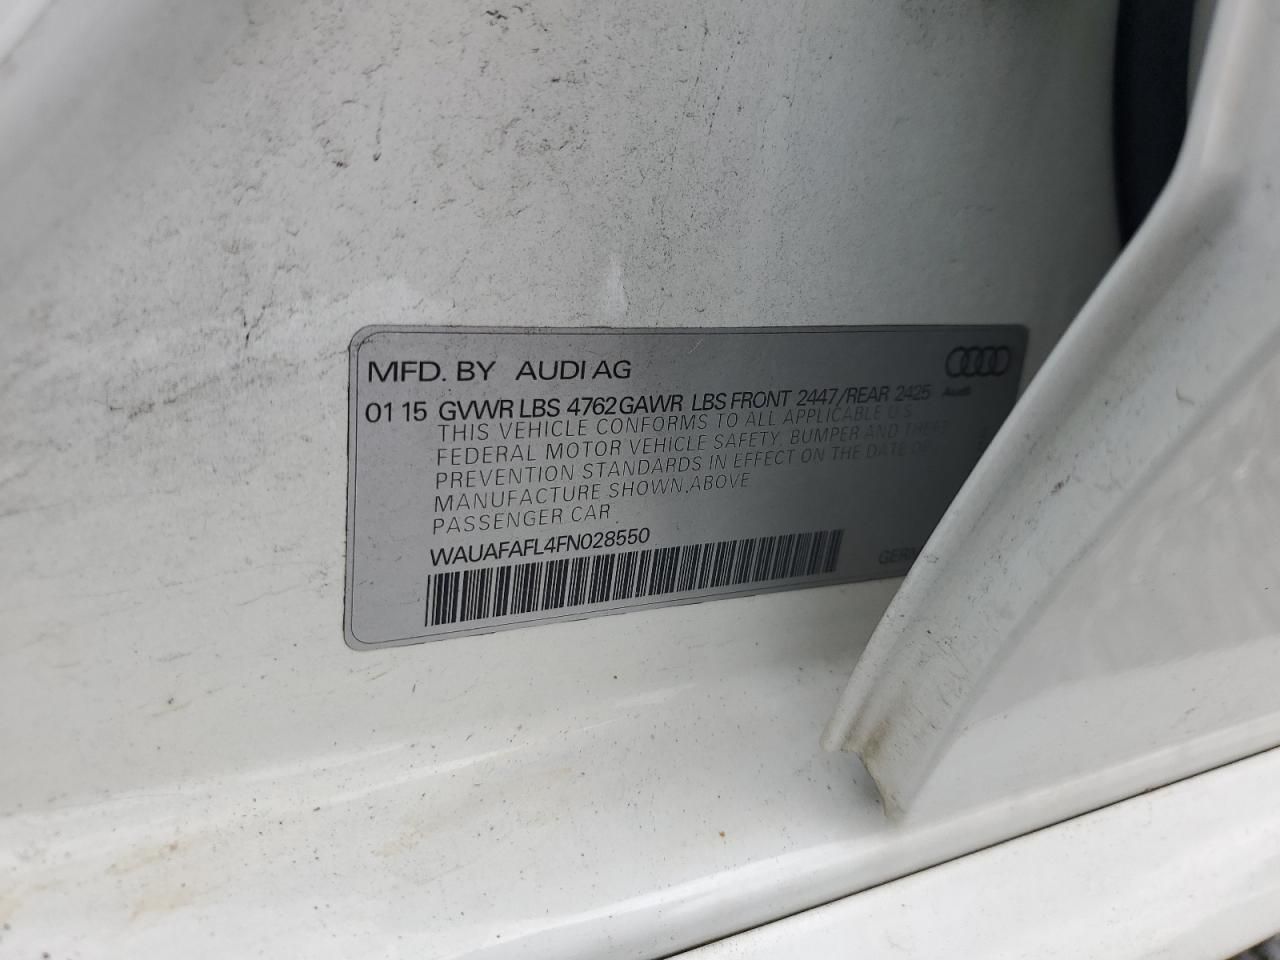 MFD. BY AUDI AG
Audi
01 15 GVWR LBS 4762 GAWR LBS FRONT 2447/REAR 2425
THIS VEHICLE CONFORMS TO ALL APPLICABLE U.S.
FEDERAL MOTOR VEHICLE SAFETY, BUMPER AND THEFT
PREVENTION STANDARDS IN EFFECT ON THE DATE OF
MANUFACTURE SHOWN ABOVE
PASSENGER CAR
WAUAFAFL4FN028550